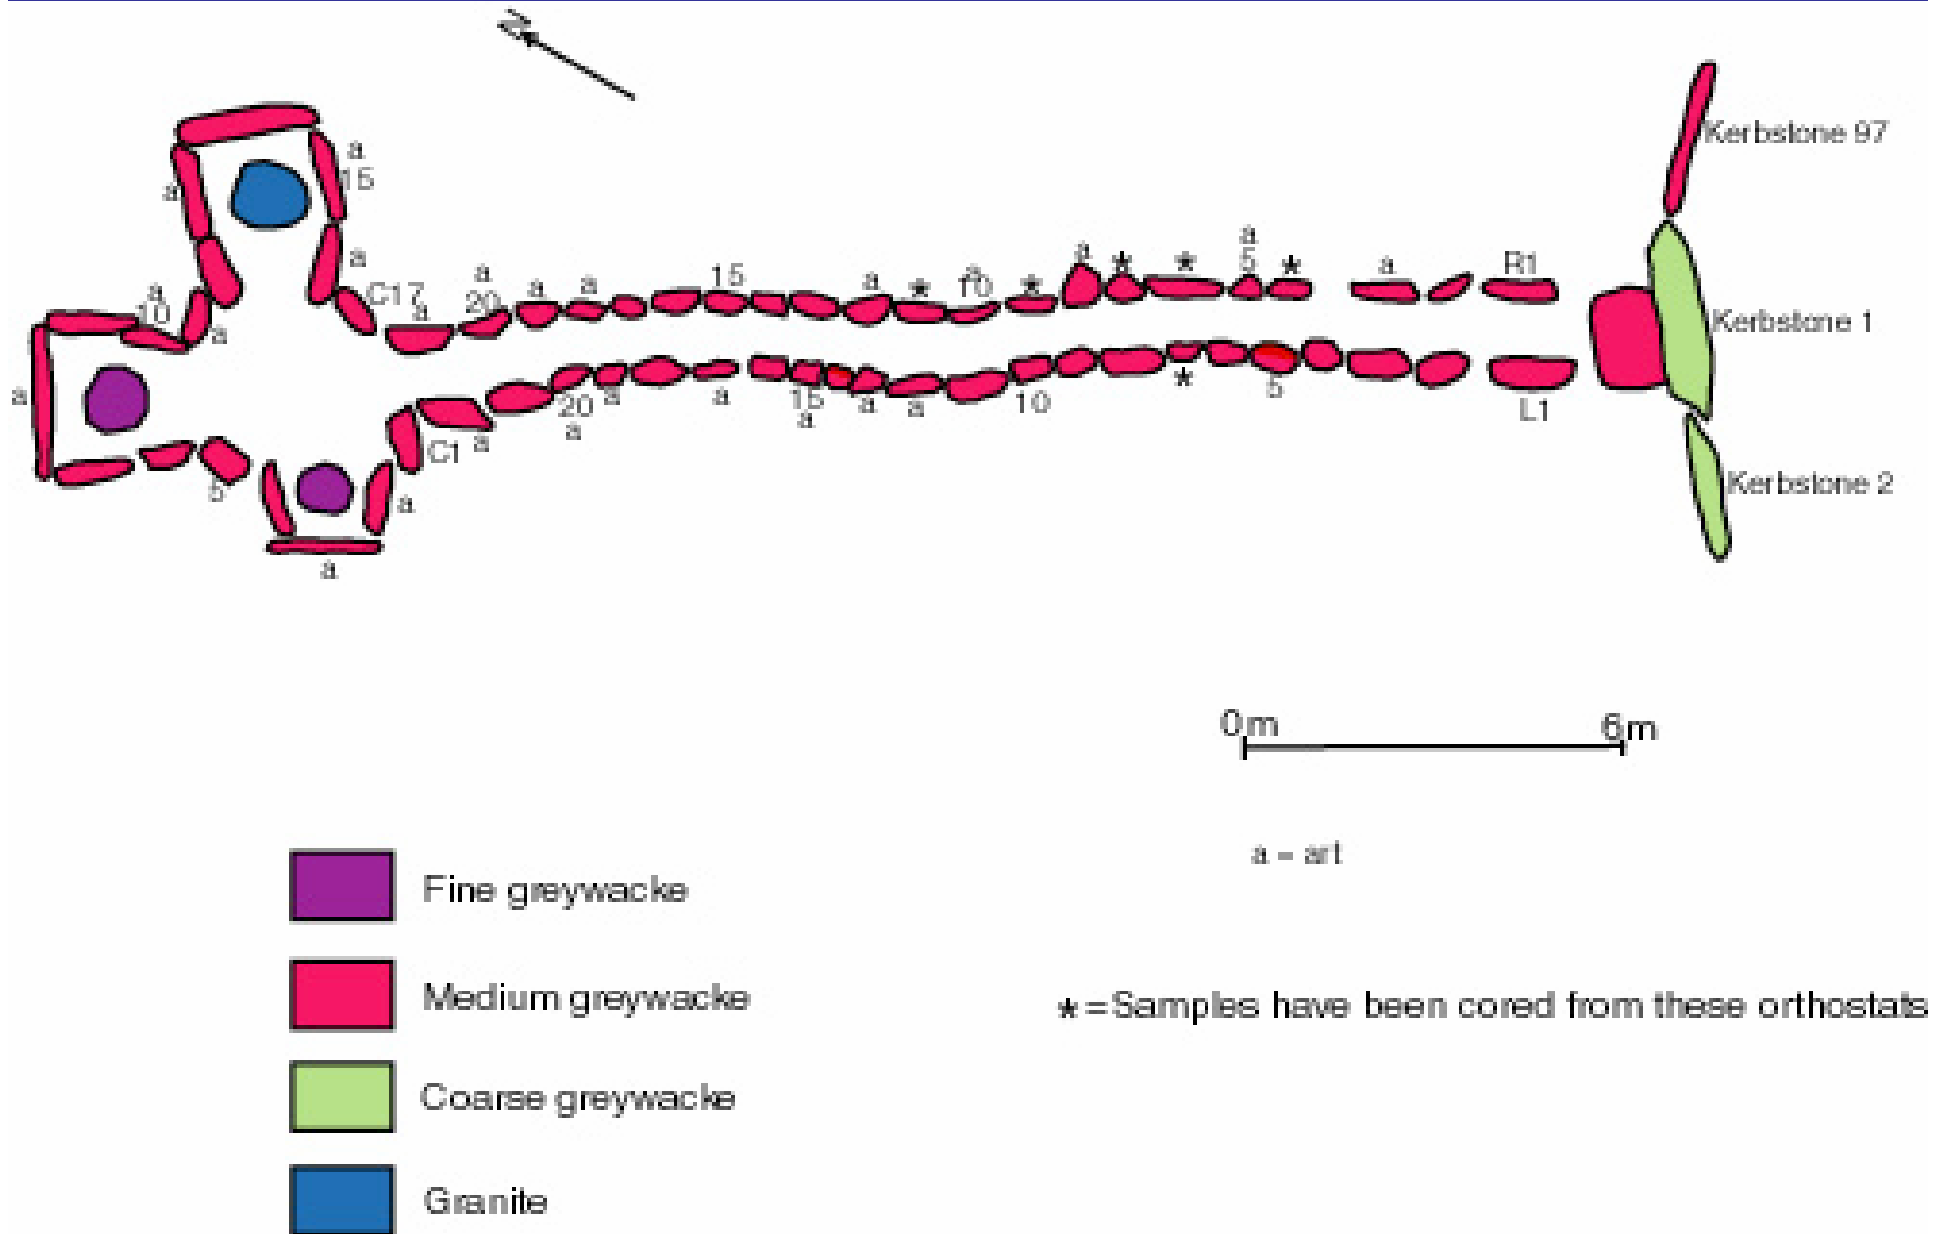 N
Kerbstone 97
a
15
a
a
a
a
a
15
a
a
10
a
5
a
R1
C17
a
20
a
a
10
a
Kerbstone 1
a
20
a
a
15
a
a
a
10
5
L1
C1
a
5
a
a
Kerbstone 2
0m
6m
a = art
Fine greywacke
Medium greywacke
* =Samples have been cored from these orthostats
Coarse greywacke
Granite